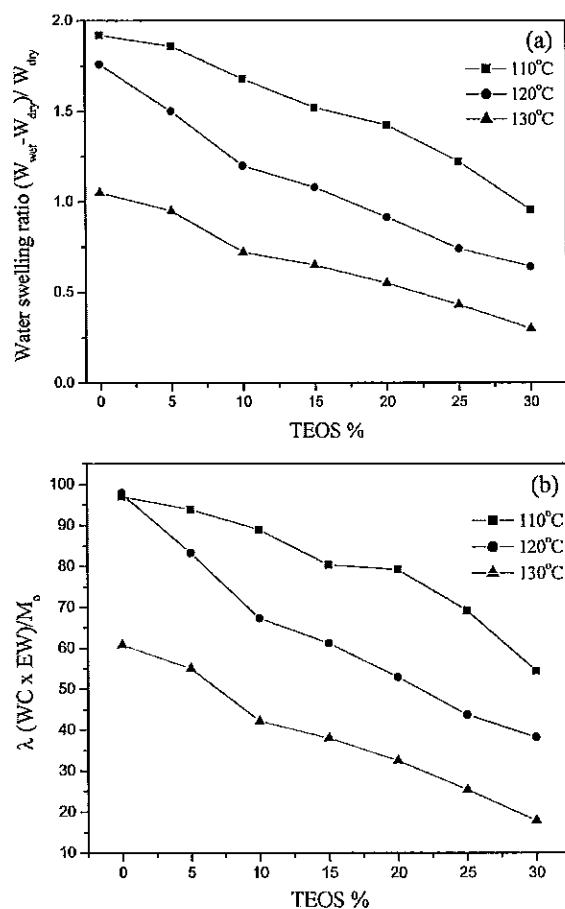 (a)
110°C
120°C
130°C
Water swelling ratio (W_wet-W_dry)/ W_dry
2.0
1.5
1.0
0.5
0.0
0 5 10 15 20 25 30
TEOS %
(b)
110°C
120°C
130°C
λ (WC x EW)/M_o
100
90
80
70
60
50
40
30
20
10
0 5 10 15 20 25 30
TEOS %